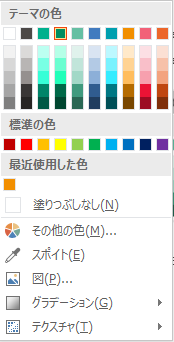 テーマの色
標準の色
最近使用した色
塗りつぶしなし(N)
その他の色(M)...
スポイト(E)
図(P)...
グラデーション(G)
テクスチャ(T)